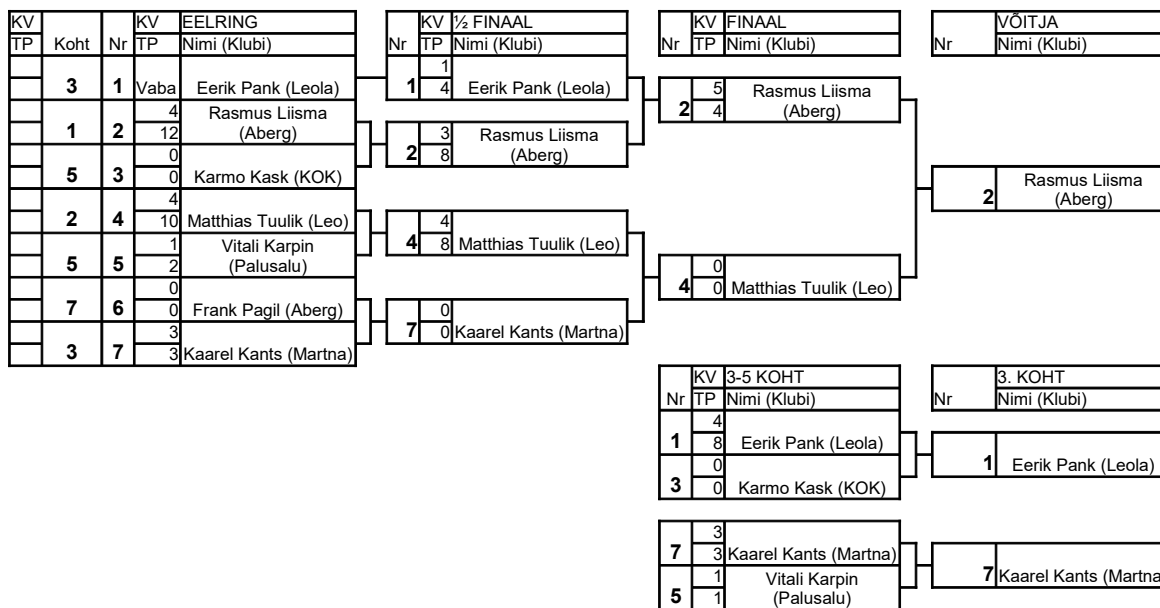 KV KV EELRING KV ½ FINAAL KV FINAAL VÕITJA
TP Koht Nr TP Nimi (Klubi) Nr TP Nimi (Klubi) Nr TP Nimi (Klubi) Nr Nimi (Klubi)
1
3 1 Vaba Eerik Pank (Leola) 1 4 Eerik Pank (Leola)
5 Rasmus Liisma
2 4 (Aberg)
4 Rasmus Liisma
1 2 12 (Aberg)
3 Rasmus Liisma
2 8 (Aberg)
0
5 3 0 Karmo Kask (KOK)
Rasmus Liisma
2 (Aberg)
4
2 4 10 Matthias Tuulik (Leo)
4
4 8 Matthias Tuulik (Leo)
1 Vitali Karpin
5 5 2 (Palusalu)
0
4 0 Matthias Tuulik (Leo)
0
7 6 0 Frank Pagil (Aberg)
0
7 0 Kaarel Kants (Martna)
3
3 7 3 Kaarel Kants (Martna)
KV 3-5 KOHT 3. KOHT
Nr TP Nimi (Klubi) Nr Nimi (Klubi)
4
1 8 Eerik Pank (Leola)
1 Eerik Pank (Leola)
0
3 0 Karmo Kask (KOK)
3
7 3 Kaarel Kants (Martna)
7 Kaarel Kants (Martna
1 Vitali Karpin
5 1 (Palusalu)